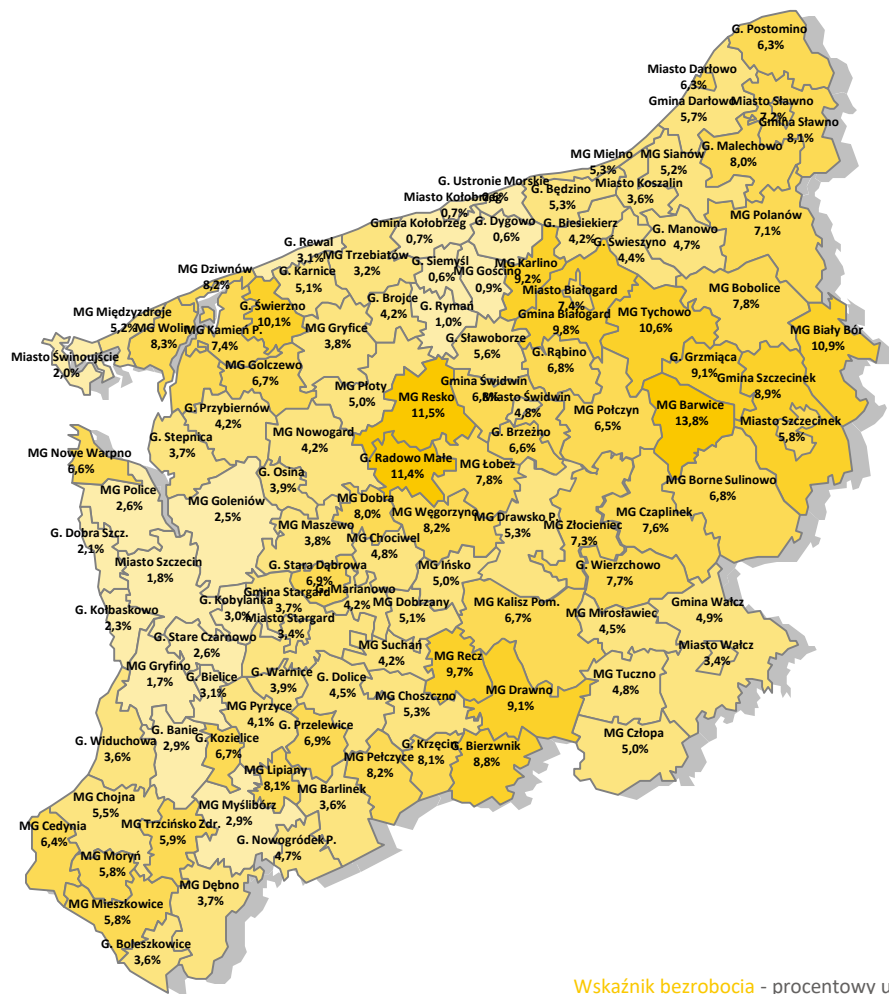 G. Postomino
6,3%
Miasto Darłowo
6,3%
Gmina Darłowo
5,7%
Miasto Sławno
7,2%
Gmina Sławno
8,1%
G. Malechowo
8,0%
MG Mielno
5,3%
MG Sianów
5,2%
G. Ustronie Morskie
G. Będzino
5,3%
Miasto Koszalin
3,6%
Miasto Kołobrzeg
0,7%
Gmina Kołobrzeg
0,7%
G. Dygowo
0,6%
G. Biesiekierz
4,2%
G. Manowo
4,7%
MG Polanów
7,1%
G. Świeszyno
4,4%
G. Rewal
3,1%
MG Trzebiatów
3,2%
G. Siemyśl
0,6%
MG Gościno
0,9%
MG Karlino
9,2%
MG Dziwnów
8,2%
G. Karnice
5,1%
Miasto Białogard
7,4%
MG Bobolice
7,8%
G. Brojce
4,2%
G. Rymań
1,0%
Gmina Białogard
9,8%
MG Tychowo
10,6%
G. Świerzno
10,1%
MG Międzyzdroje
5,2%
MG Wolin
8,3%
MG Kamień P.
7,4%
MG Gryfice
3,8%
MG Biały Bór
10,9%
G. Sławoborze
5,6%
G. Rąbino
6,8%
G. Grzmiąca
9,1%
Miasto Świnoujście
2,0%
MG Golczewo
6,7%
MG Płoty
5,0%
Gmina Świdwin
6,8%
Gmina Szczecinek
8,9%
MG Resko
11,5%
Miasto Świdwin
4,8%
MG Barwice
13,8%
G. Przybiernów
4,2%
MG Połczyn
6,5%
Miasto Szczecinek
5,8%
G. Stepnica
3,7%
MG Nowogard
4,2%
G. Brzeżno
6,6%
MG Nowe Warpno
6,6%
G. Radowo Małe
11,4%
MG Łobez
7,8%
G. Osina
3,9%
MG Police
2,6%
MG Goleniów
2,5%
MG Borne Sulinowo
6,8%
MG Dobra
8,0%
MG Węgorzyno
8,2%
MG Drawsko P.
5,3%
MG Czaplinek
7,6%
MG Maszewo
3,8%
MG Złocieniec
7,3%
G. Dobra Szcz.
2,1%
MG Chociwel
4,8%
Miasto Szczecin
1,8%
G. Stara Dąbrowa
6,9%
MG Ińsko
5,0%
G. Wierzchowo
7,7%
G. Marianowo
4,2%
Gmina Stargard
3,7%
G. Kobylanka
3,0%
G. Kołbaskowo
2,3%
MG Dobrzany
5,1%
MG Kalisz Pom.
6,7%
MG Mirosławiec
4,5%
Gmina Wałcz
4,9%
Miasto Stargard
3,4%
G. Stare Czarnowo
2,6%
MG Suchań
4,2%
Miasto Wałcz
3,4%
MG Gryfino
1,7%
MG Recz
9,7%
G. Bielice
3,1%
G. Warnice
3,9%
G. Dolice
4,5%
MG Tuczno
4,8%
MG Drawno
9,1%
MG Choszczno
5,3%
MG Pyrzyce
4,1%
G. Przelewice
6,9%
G. Banie
2,9%
MG Człopa
5,0%
G. Widuchowa
3,6%
G. Kozielice
6,7%
G. Krzęcin
8,1%
G. Bierzwnik
8,8%
MG Pełczyce
8,2%
MG Lipiany
8,1%
MG Barlinek
3,6%
MG Chojna
5,5%
MG Myślibórz
2,9%
MG Cedynia
6,4%
MG Trzcińsko Zdr.
5,9%
G. Nowogródek P.
4,7%
MG Moryń
5,8%
MG Dębno
3,7%
MG Mieszkowice
5,8%
G. Boleszkowice
3,6%
Wskaźnik bezrobocia - procentowy u